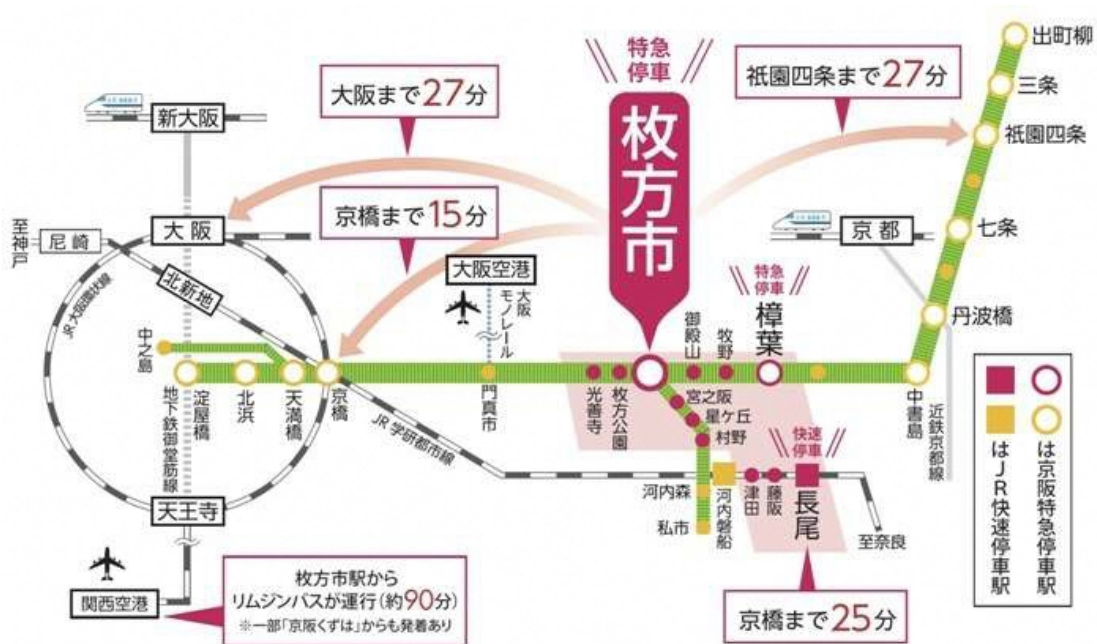 特急
停車
枚方市
大阪まで27分
京橋まで15分
祇園四条まで27分
出町柳
三条
祇園四条
七条
丹波橋
中書島
近鉄京都線
京都
新大阪
大阪
尼崎
至神戸
北新地
JR大阪環状線
中之島
淀屋橋
北浜
天満橋
京橋
地下鉄御堂筋線
天王寺
関西空港
大阪空港
大阪
モノレール
門真市
JR学研都市線
光善寺
枚方公園
御殿山
牧野
特急
停車
樟葉
宮之阪
星ケ丘
村野
河内森
私市
河内磐船
津田
藤阪
快速
停車
長尾
至奈良
枚方市駅から
リムジンバスが運行(約90分)
※一部「京阪くずは」からも発着あり
京橋まで25分
は京阪特急停車駅
はJR快速停車駅